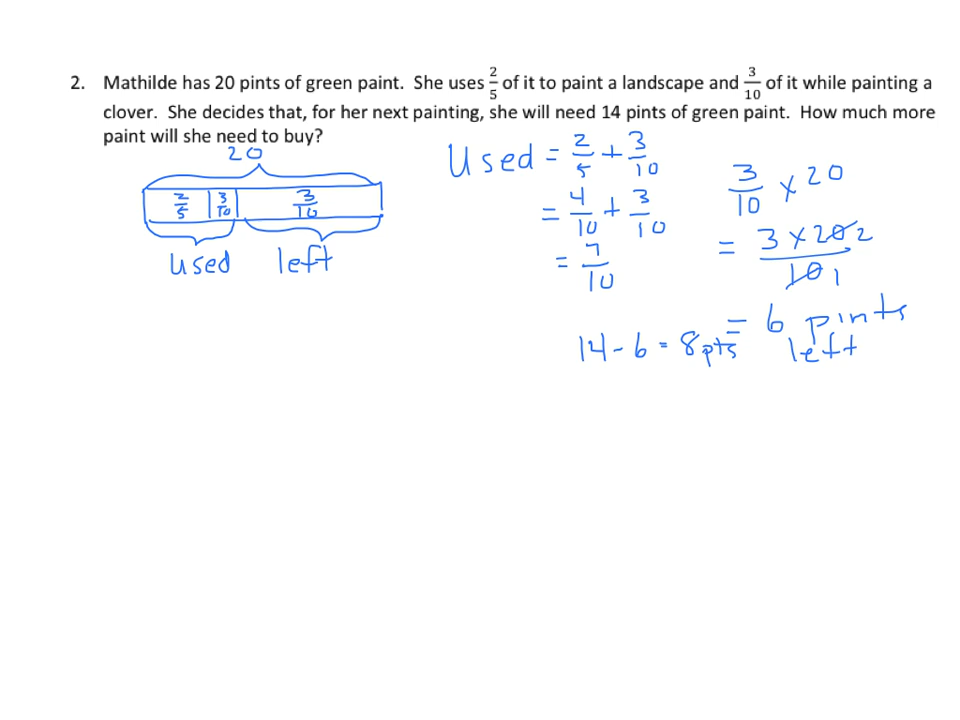 2. Mathilde has 20 pints of green paint. She uses 2/5 of it to paint a landscape and 3/10 of it while painting a
clover. She decides that, for her next painting, she will need 14 pints of green paint. How much more
paint will she need to buy?
20
2/5 3/10 3/10
used left
Used = 2/5 + 3/10
= 4/10 + 3/10
= 7/10
3/10 × 20
= 3 × 20 2 / 10 1
= 6 pints
left
14 - 6 = 8 pts